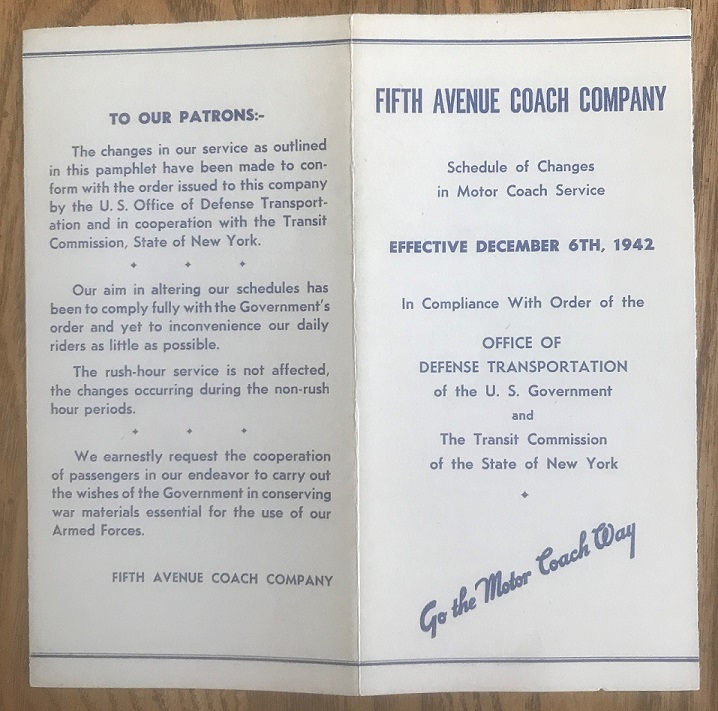 TO OUR PATRONS:-
The changes in our service as outlined
in this pamphlet have been made to con-
form with the order issued to this company
by the U. S. Office of Defense Transport-
ation and in cooperation with the Transit
Commission, State of New York.
Our aim in altering our schedules has
been to comply fully with the Government's
order and yet to inconvenience our daily
riders as little as possible.
The rush-hour service is not affected,
the changes occurring during the non-rush
hour periods.
We earnestly request the cooperation
of passengers in our endeavor to carry out
the wishes of the Government in conserving
war materials essential for the use of our
Armed Forces.
FIFTH AVENUE COACH COMPANY
FIFTH AVENUE COACH COMPANY
Schedule of Changes
in Motor Coach Service
EFFECTIVE DECEMBER 6TH, 1942
In Compliance With Order of the
OFFICE OF
DEFENSE TRANSPORTATION
of the U. S. Government
and
The Transit Commission
of the State of New York
Go the Motor Coach Way